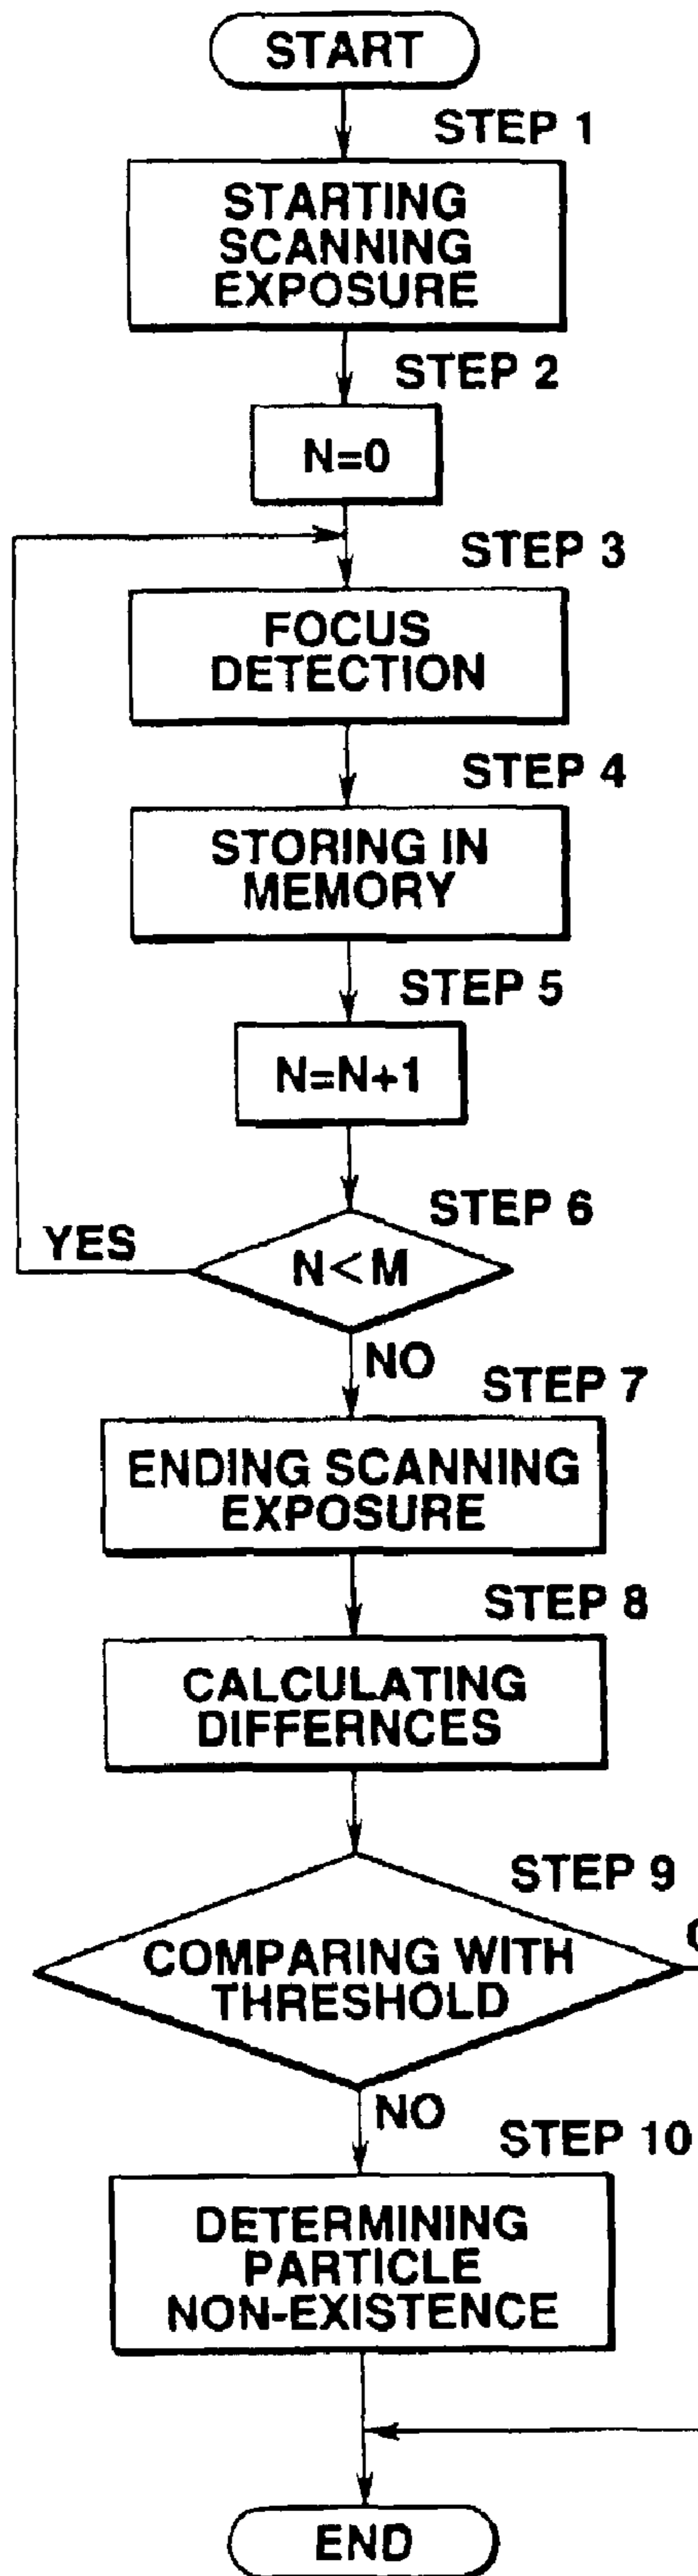 START
STEP 1
STARTING
SCANNING
EXPOSURE
STEP 2
N=0
STEP 3
FOCUS
DETECTION
STEP 4
STORING IN
MEMORY
STEP 5
N=N+1
STEP 6
YES
N<M
NO
STEP 7
ENDING SCANNING
EXPOSURE
STEP 8
CALCULATING
DIFFERNCES
STEP 9
COMPARING WITH
THRESHOLD
NO
STEP 10
DETERMINING
PARTICLE
NON-EXISTENCE
END